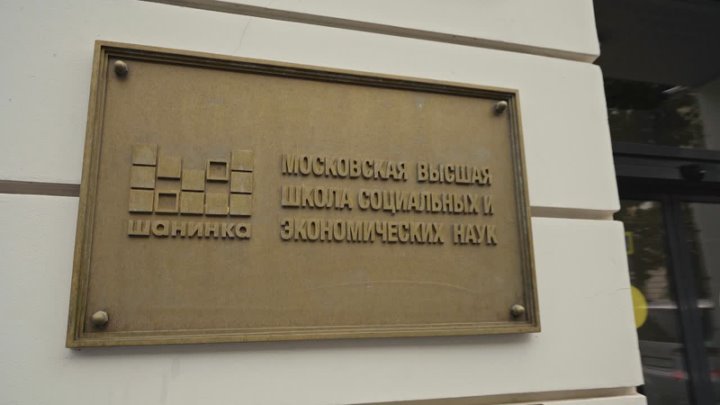 шанинка
МОСКОВСКАЯ ВЫСШАЯ
ШКОЛА СОЦИАЛЬНЫХ И
ЭКОНОМИЧЕСКИХ НАУК